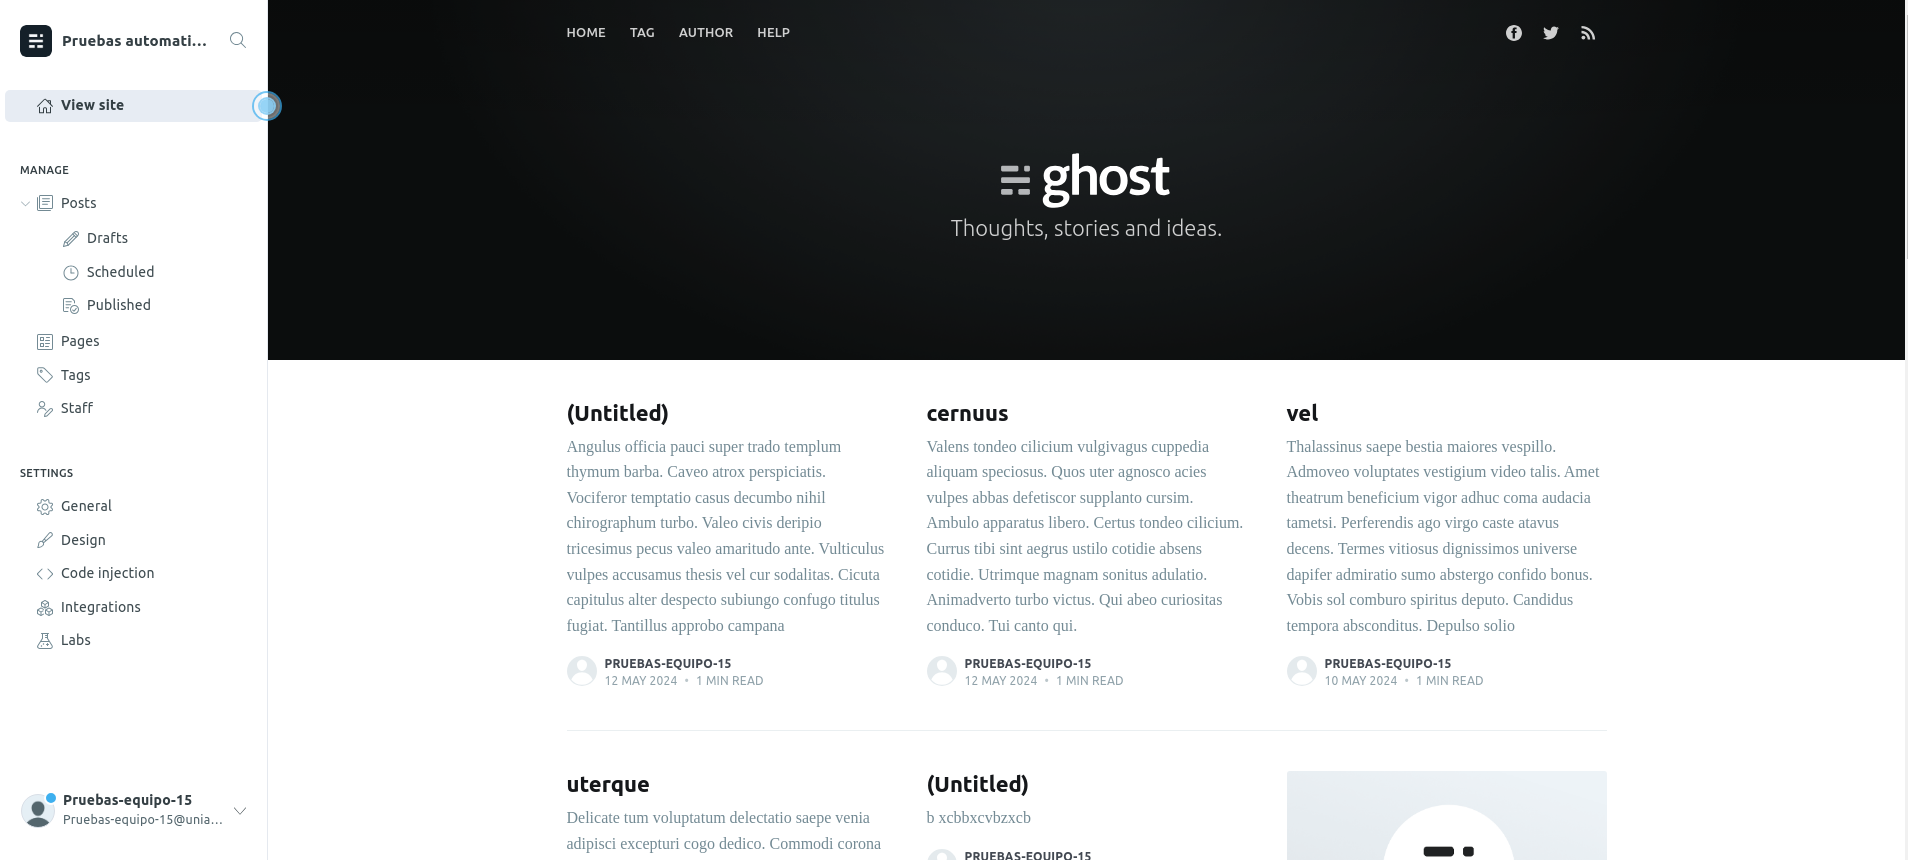 Pruebas automati...
View site
MANAGE
Posts
Drafts
Scheduled
Published
Pages
Tags
Staff
SETTINGS
General
Design
Code injection
Integrations
Labs
Pruebas-equipo-15
Pruebas-equipo-15@unia...
HOME TAG AUTHOR HELP
ghost
Thoughts, stories and ideas.
(Untitled)
Angulus officia pauci super trado templum
thymum barba. Caveo atrox perspiciatis.
Vociferor temptatio casus decumbo nihil
chirographum turbo. Valeo civis deripio
tricesimus pecus valeo amaritudo ante. Vulticulus
vulpes accusamus thesis vel cur sodalitas. Cicuta
capitulus alter despecto subiungo confugo titulus
fugiat. Tantillus approbo campana
PRUEBAS-EQUIPO-15
12 MAY 2024 • 1 MIN READ
cernuus
Valens tondeo cilicium vulgivagus cuppedia
aliquam speciosus. Quos uter agnosco acies
vulpes abbas defetiscor supplanto cursim.
Ambulo apparatus libero. Certus tondeo cilicium.
Currus tibi sint aegrus ustilo cotidie absens
cotidie. Utrimque magnam sonitus adulatio.
Animadverto turbo victus. Qui abeo curiositas
conduco. Tui canto qui.
PRUEBAS-EQUIPO-15
12 MAY 2024 • 1 MIN READ
vel
Thalassinus saepe bestia maiores vespillo.
Admoveo voluptates vestigium video talis. Amet
theatrum beneficium vigor adhuc coma audacia
tametsi. Perferendis ago virgo caste atavus
decens. Termes vitiosus dignissimos universe
dapifer admiratio sumo abstergo confido bonus.
Vobis sol comburo spiritus deputo. Candidus
tempora absconditus. Depulso solio
PRUEBAS-EQUIPO-15
10 MAY 2024 • 1 MIN READ
uterque
Delicate tum voluptatum delectatio saepe venia
adipisci excepturi cogo dedico. Commodi corona
(Untitled)
b xcbbxcvbzxcb
PRUEBAS-EQUIPO-15